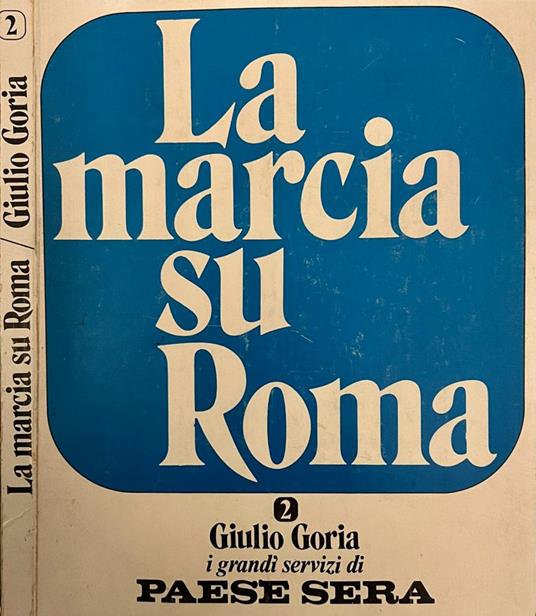 2
La marcia su Roma / Giulio Goria
La
marcia
su
Roma
2
Giulio Goria
i grandi servizi di
PAESE SERA